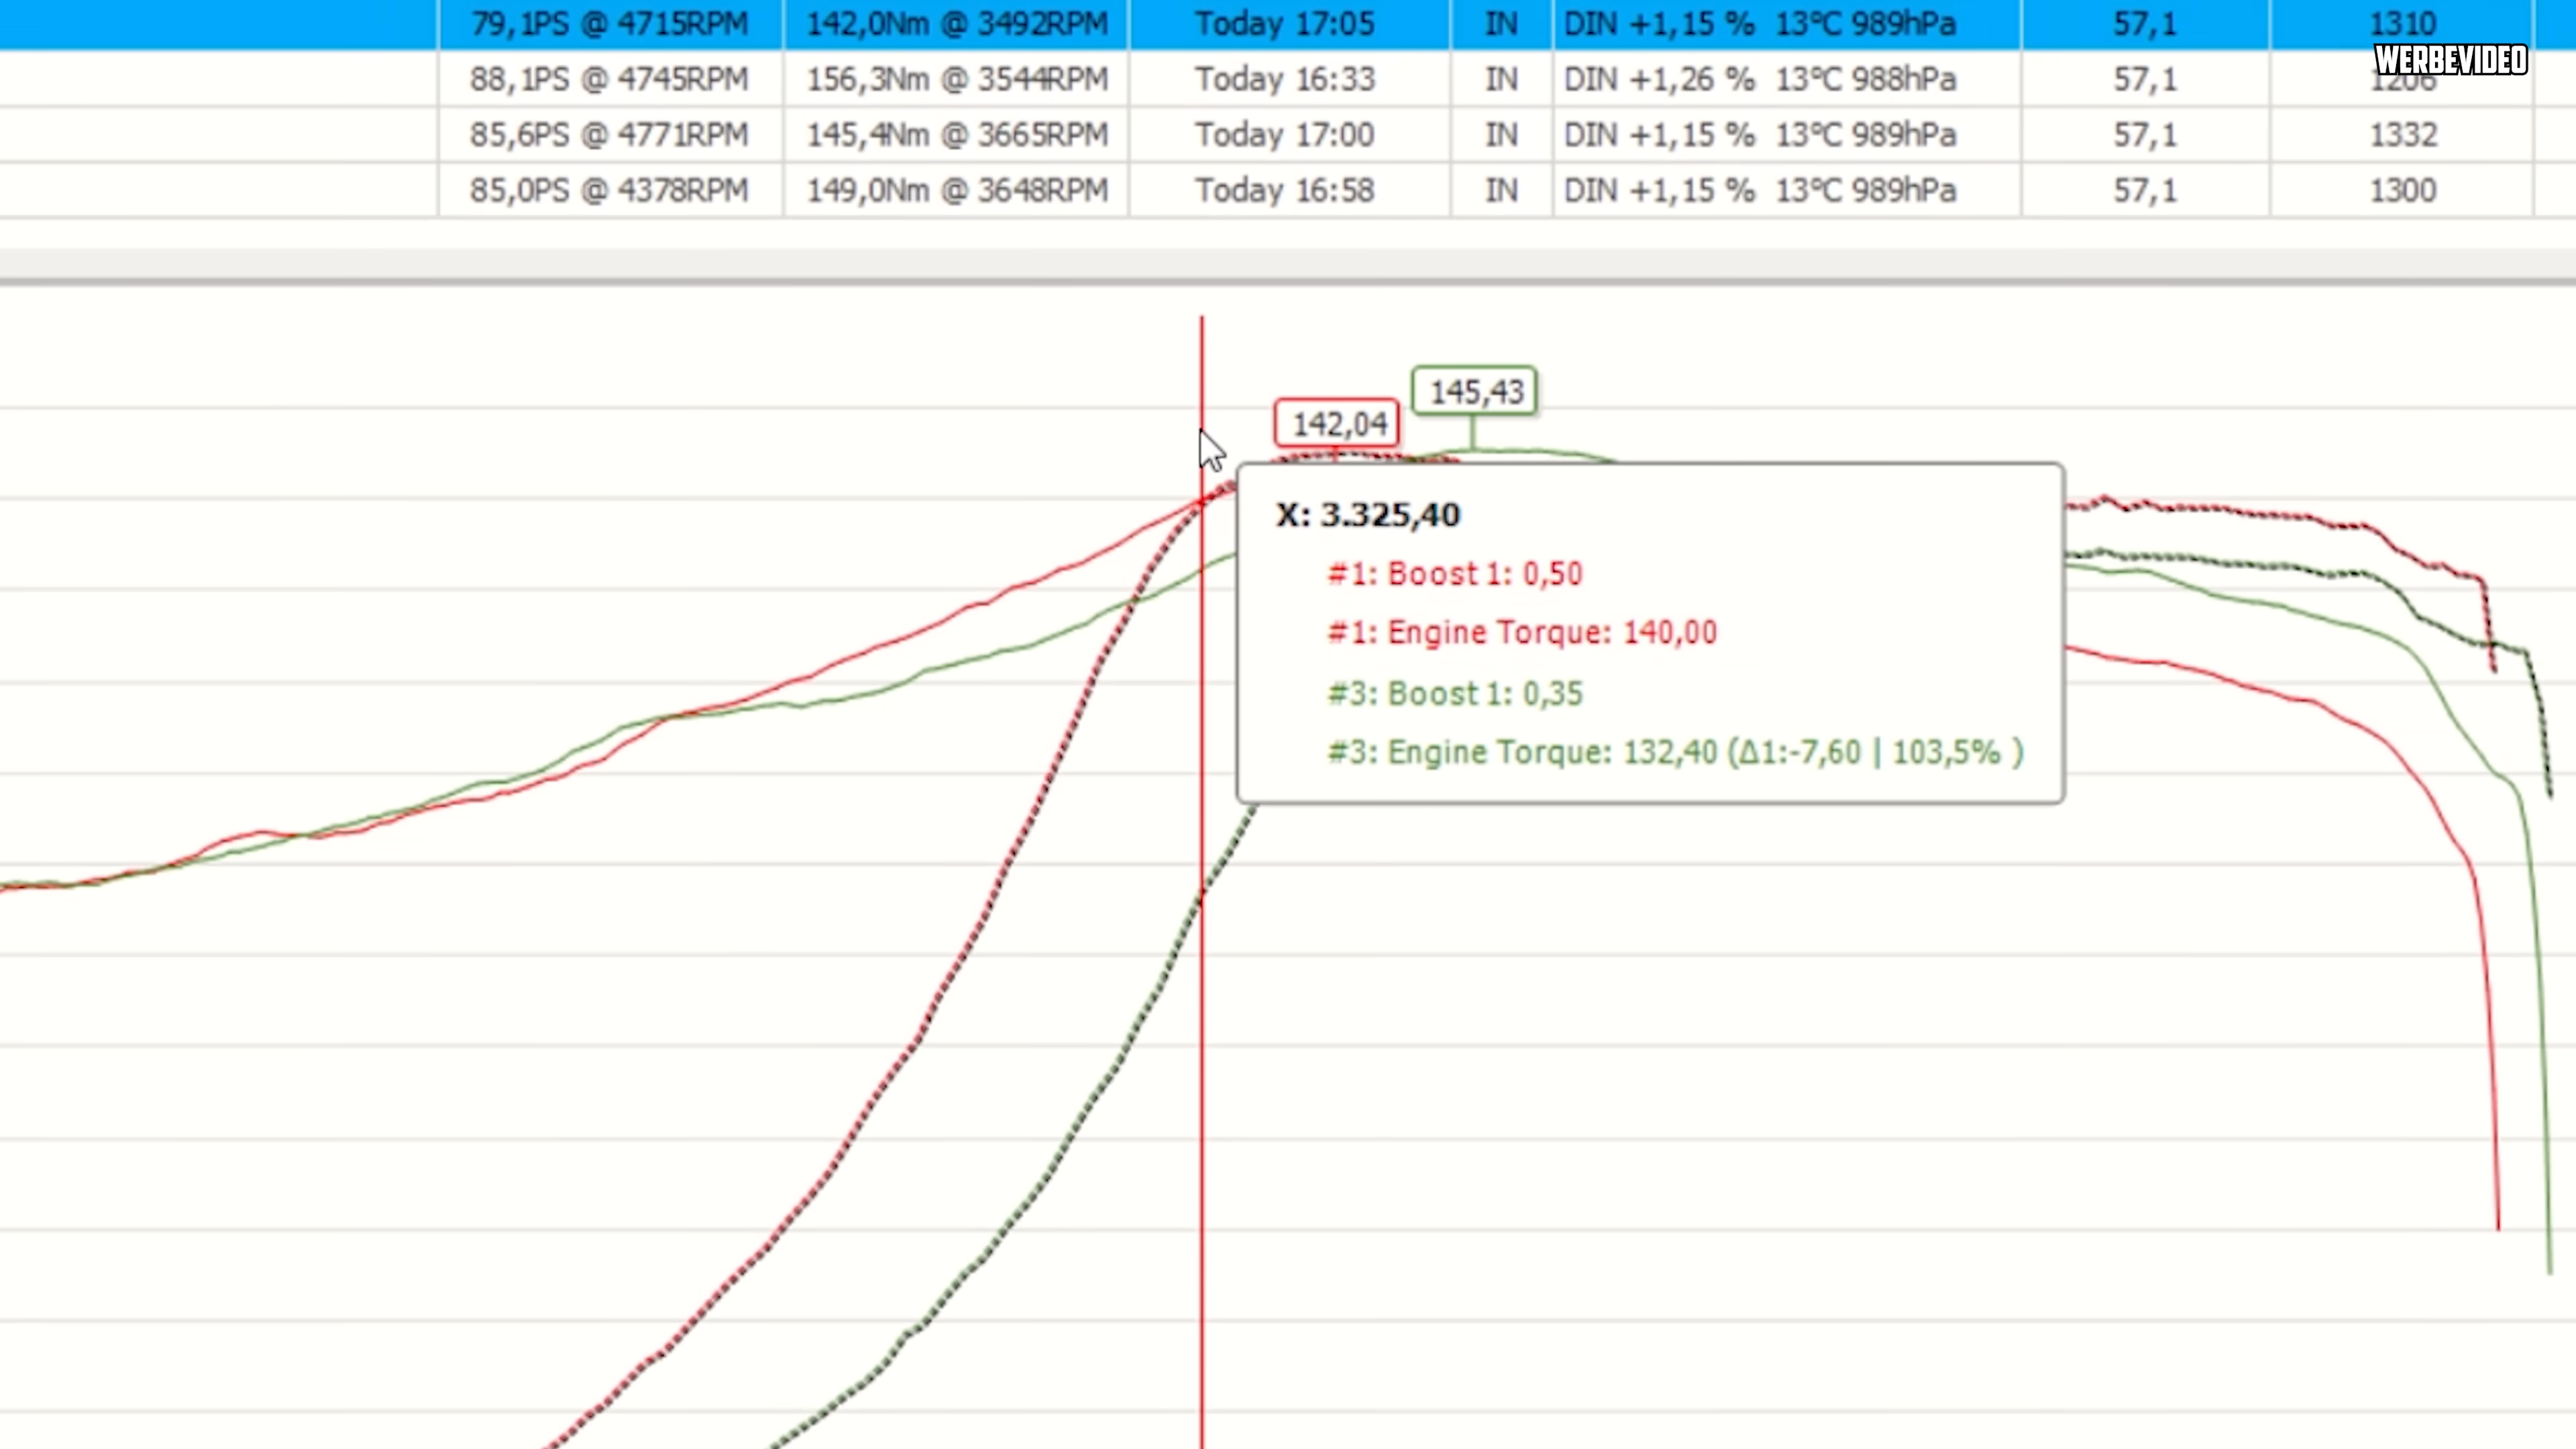 79,1PS @ 4715RPM 142,0Nm @ 3492RPM Today 17:05 IN DIN +1,15 % 13°C 989hPa 57,1 1310
WERBEVIDEO
88,1PS @ 4745RPM 156,3Nm @ 3544RPM Today 16:33 IN DIN +1,26 % 13°C 988hPa 57,1 1206
85,6PS @ 4771RPM 145,4Nm @ 3665RPM Today 17:00 IN DIN +1,15 % 13°C 989hPa 57,1 1332
85,0PS @ 4378RPM 149,0Nm @ 3648RPM Today 16:58 IN DIN +1,15 % 13°C 989hPa 57,1 1300
145,43
142,04
X: 3.325,40
#1: Boost 1: 0,50
#1: Engine Torque: 140,00
#3: Boost 1: 0,35
#3: Engine Torque: 132,40 (Δ1:-7,60 | 103,5% )